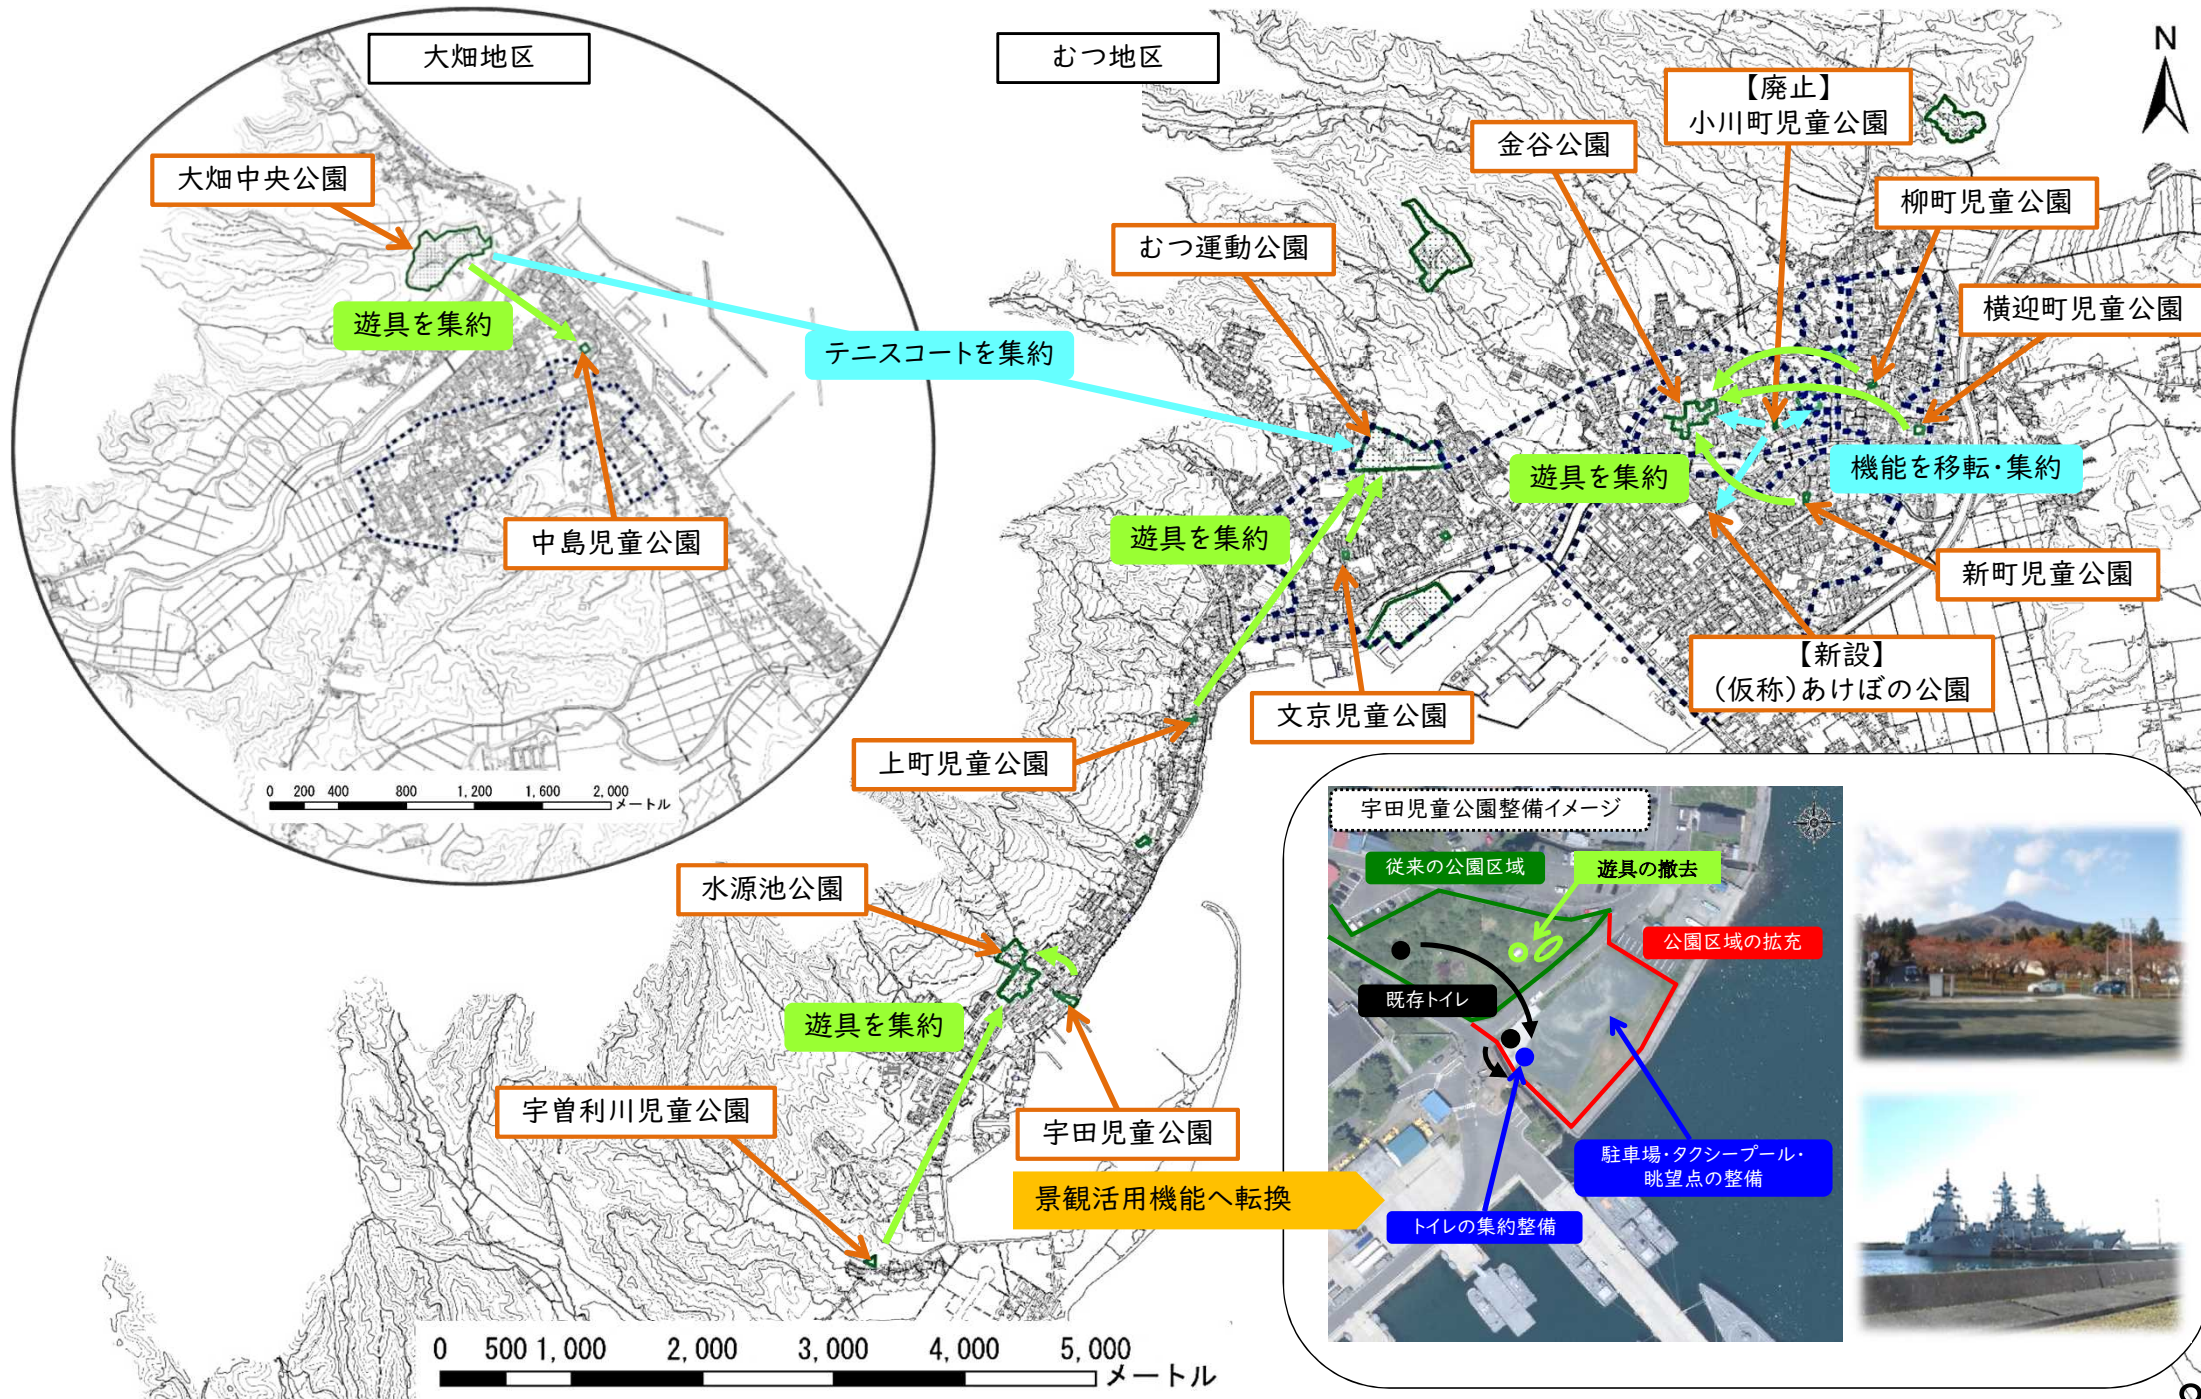 大畑地区
むつ地区
N
【廃止】
小川町児童公園
金谷公園
大畑中央公園
柳町児童公園
むつ運動公園
横迎町児童公園
遊具を集約
テニスコートを集約
遊具を集約
機能を移転・集約
遊具を集約
中島児童公園
新町児童公園
【新設】
(仮称)あけぼの公園
文京児童公園
上町児童公園
0 200 400 800 1,200 1,600 2,000
メートル
宇田児童公園整備イメージ
従来の公園区域
遊具の撤去
水源池公園
公園区域の拡充
既存トイレ
遊具を集約
宇曽利川児童公園
宇田児童公園
駐車場・タクシープール・
眺望点の整備
景観活用機能へ転換
トイレの集約整備
0 500 1,000 2,000 3,000 4,000 5,000
メートル